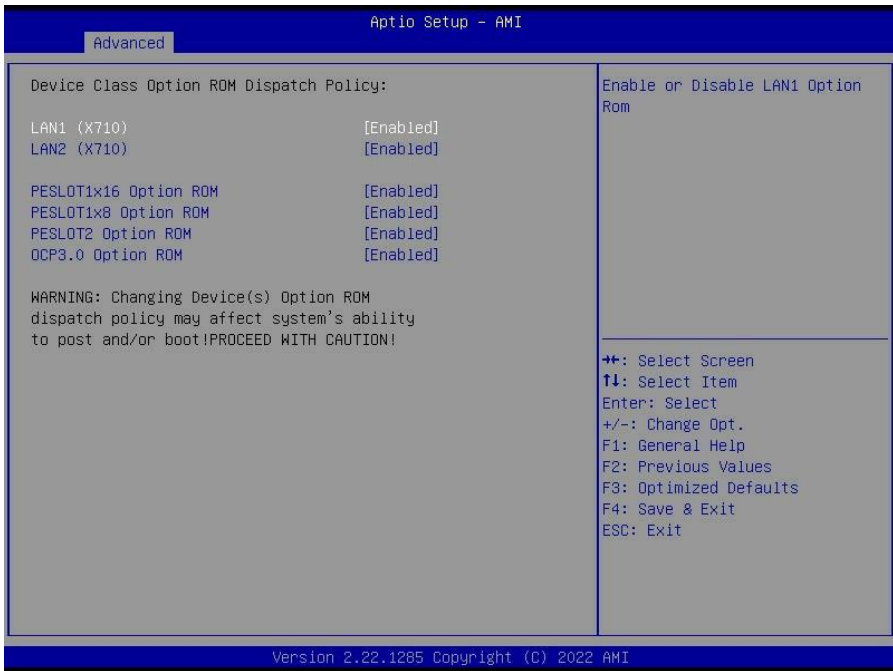 Aptio Setup - AMI
Advanced
Device Class Option ROM Dispatch Policy:
LAN1 (X710) [Enabled]
LAN2 (X710) [Enabled]
PESLOT1x16 Option ROM [Enabled]
PESLOT1x8 Option ROM [Enabled]
PESLOT2 Option ROM [Enabled]
OCP3.0 Option ROM [Enabled]
WARNING: Changing Device(s) Option ROM
dispatch policy may affect system's ability
to post and/or boot!PROCEED WITH CAUTION!
Enable or Disable LAN1 Option
Rom
→←: Select Screen
↑↓: Select Item
Enter: Select
+/-: Change Opt.
F1: General Help
F2: Previous Values
F3: Optimized Defaults
F4: Save & Exit
ESC: Exit
Version 2.22.1285 Copyright (C) 2022 AMI